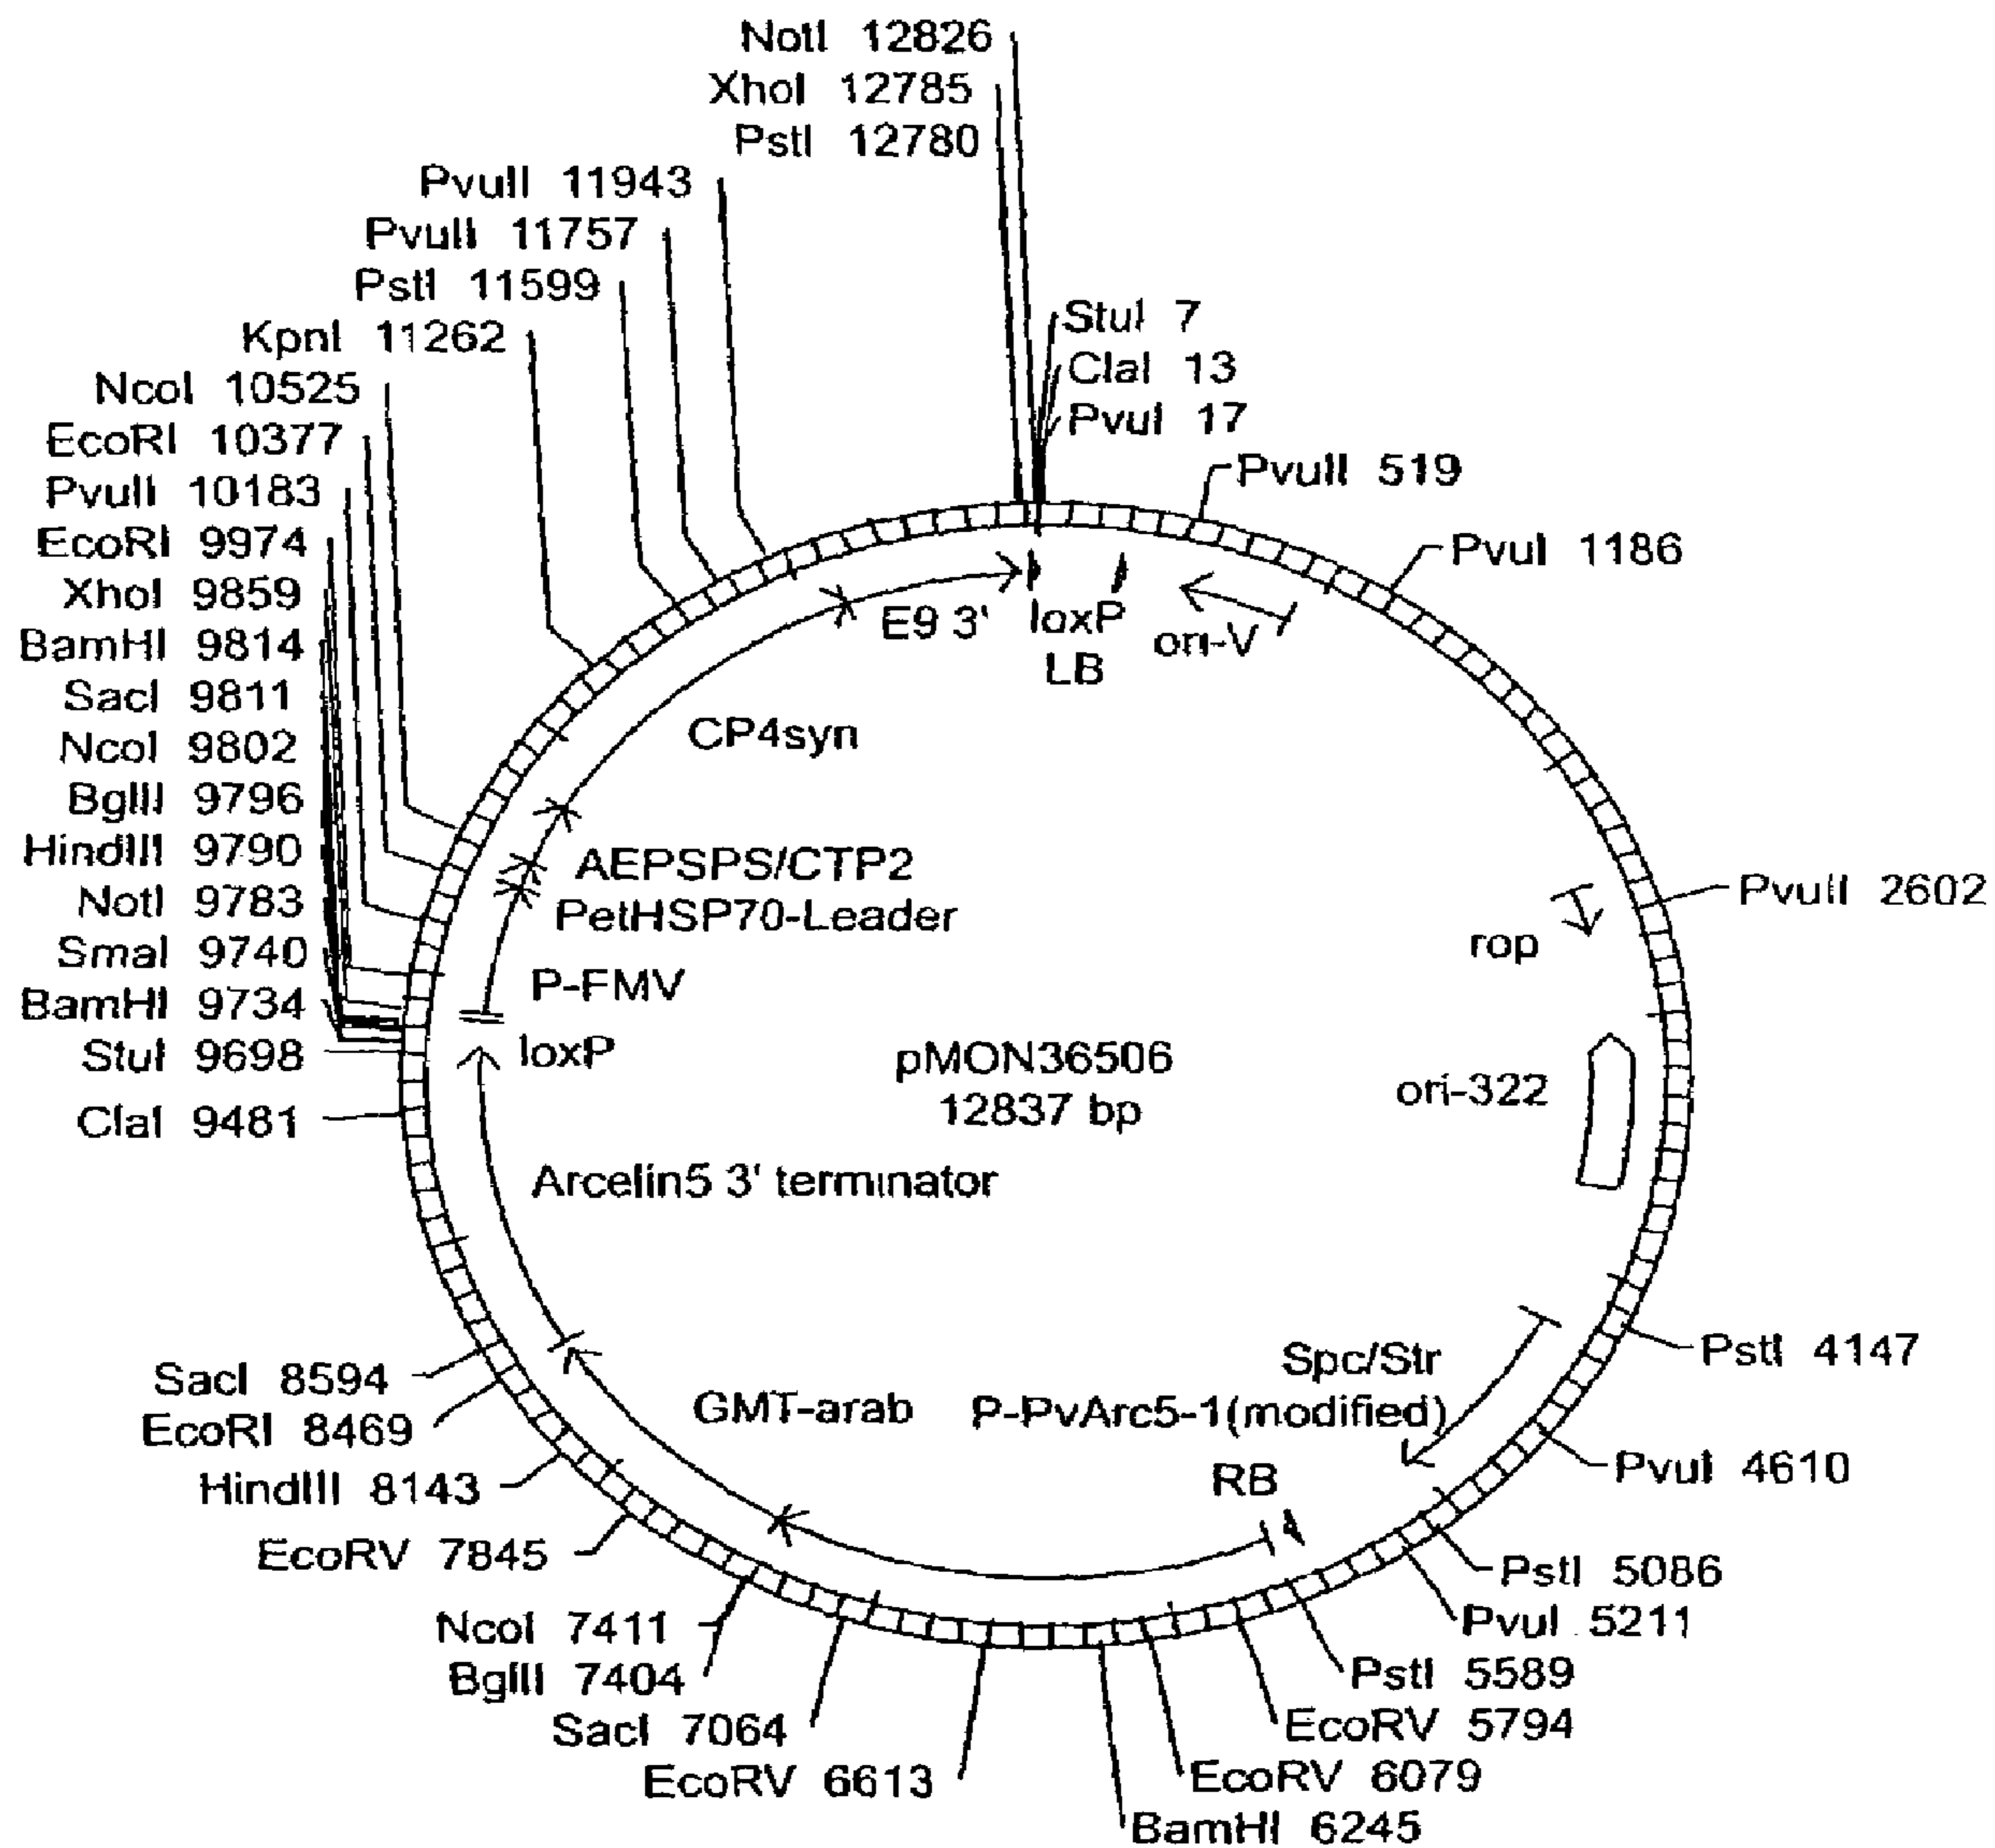 NotI 12826
XhoI 12785
PstI 12780
PvuII 11943
PvuII 11757
PstI 11599
KpnI 11262
NcoI 10525
EcoRI 10377
PvuII 10183
EcoRI 9974
XhoI 9859
BamHI 9814
SacI 9811
NcoI 9802
BglII 9796
HindIII 9790
NotI 9783
SmaI 9740
BamHI 9734
StuI 9698
ClaI 9481
SacI 8594
EcoRI 8469
HindIII 8143
EcoRV 7845
NcoI 7411
BglII 7404
SacI 7064
EcoRV 6613
StuI 7
ClaI 13
PvuI 17
PvuII 519
PvuI 1186
PvuII 2602
PstI 4147
PvuI 4610
PstI 5086
PvuI 5211
PstI 5589
EcoRV 5794
EcoRV 6079
BamHI 6245
E9 3'
loxP
LB
ori-V
CP4syn
AEPSPS/CTP2
PetHSP70-Leader
P-FMV
loxP
rop
pMON36506
12837 bp
ori-322
Arcelin5 3' terminator
Spc/Str
GMT-arab
P-PvArc5-1(modified)
RB